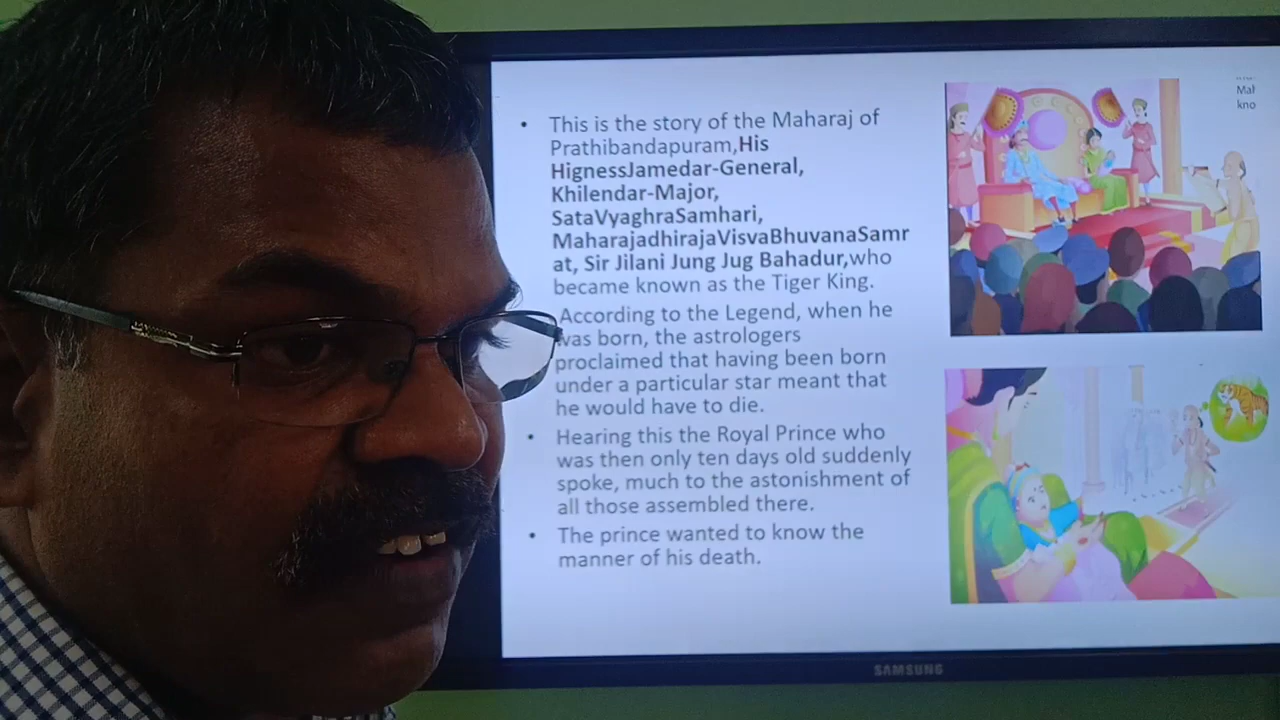 • This is the story of the Maharaj of
Prathibandapuram,His
HignessJamedar-General,
Khilendar-Major,
SataVyaghraSamhari,
MaharajadhirajaVisvaBhuvanaSamr
at, Sir Jilani Jung Jug Bahadur,who
became known as the Tiger King.
According to the Legend, when he
was born, the astrologers
proclaimed that having been born
under a particular star meant that
he would have to die.
• Hearing this the Royal Prince who
was then only ten days old suddenly
spoke, much to the astonishment of
all those assembled there.
• The prince wanted to know the
manner of his death.
kno
SAMSUNG